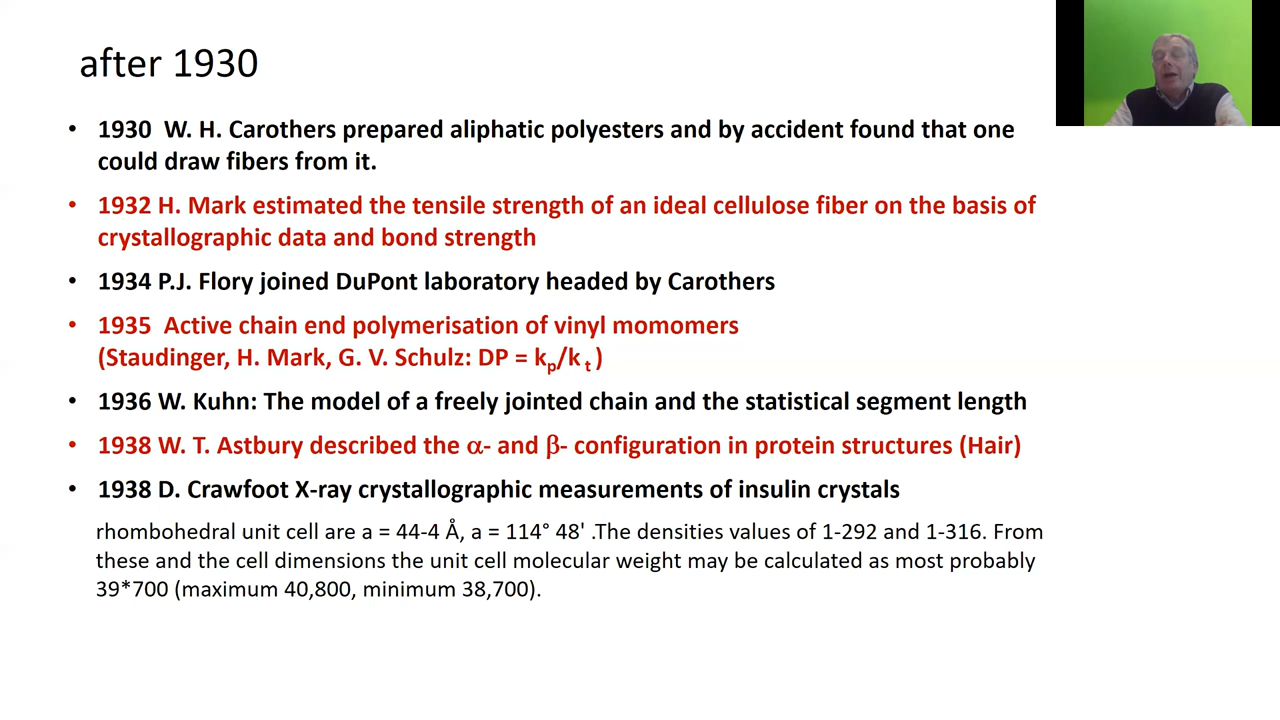 after 1930
• 1930 W. H. Carothers prepared aliphatic polyesters and by accident found that one
could draw fibers from it.
• 1932 H. Mark estimated the tensile strength of an ideal cellulose fiber on the basis of
crystallographic data and bond strength
• 1934 P.J. Flory joined DuPont laboratory headed by Carothers
• 1935 Active chain end polymerisation of vinyl momomers
(Staudinger, H. Mark, G. V. Schulz: DP = kp/k t )
• 1936 W. Kuhn: The model of a freely jointed chain and the statistical segment length
• 1938 W. T. Astbury described the α- and β- configuration in protein structures (Hair)
• 1938 D. Crawfoot X-ray crystallographic measurements of insulin crystals
rhombohedral unit cell are a = 44-4 Å, a = 114° 48' .The densities values of 1-292 and 1-316. From
these and the cell dimensions the unit cell molecular weight may be calculated as most probably
39*700 (maximum 40,800, minimum 38,700).